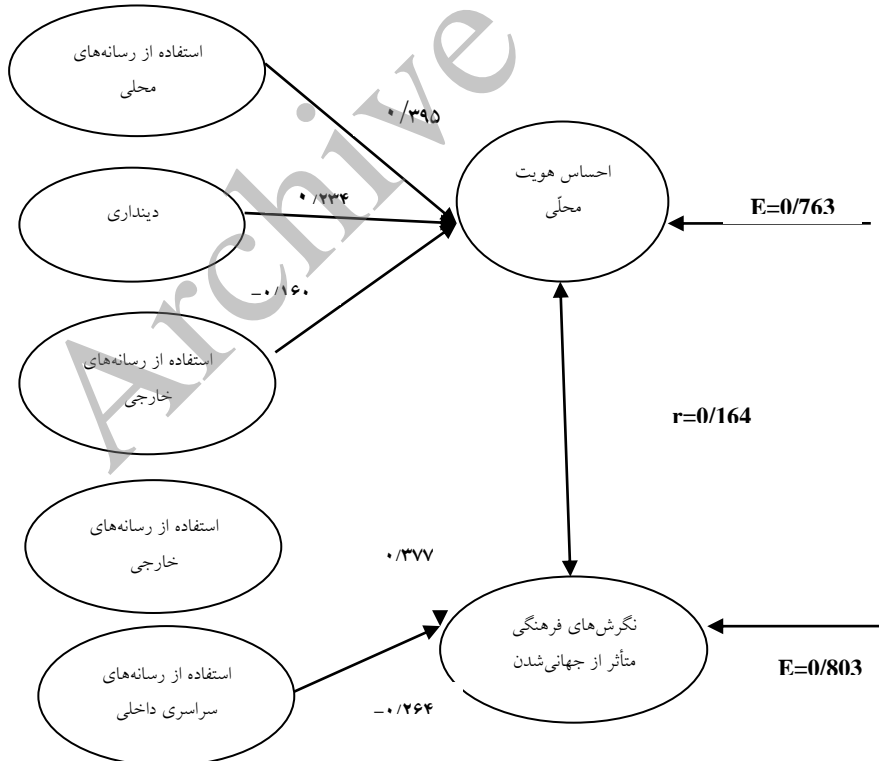 استفاده از رسانه‌های
محلی
۰/۳۹۵
احساس هویت
محلّی
دینداری
۰/۲۳۴
E=0/763
−۰/۱۶۰
استفاده از رسانه‌های
خارجی
r=0/164
استفاده از رسانه‌های
خارجی
۰/۳۷۷
نگرش‌های فرهنگی
متأثر از جهانی‌شدن
استفاده از رسانه‌های
سراسری داخلی
E=0/803
−۰/۲۶۴
Archive